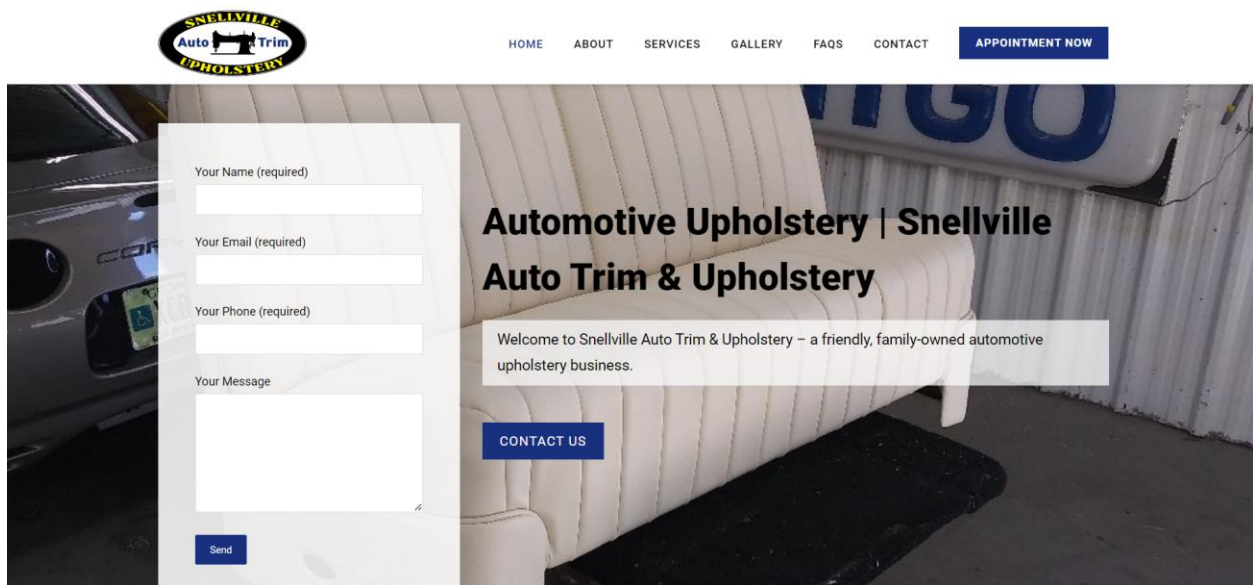 SNELLVILLE
Auto Trim
UPHOLSTERY
HOME ABOUT SERVICES GALLERY FAQS CONTACT APPOINTMENT NOW
Your Name (required)
Your Email (required)
Your Phone (required)
Your Message
Send
Automotive Upholstery | Snellville
Auto Trim & Upholstery
Welcome to Snellville Auto Trim & Upholstery – a friendly, family-owned automotive
upholstery business.
CONTACT US